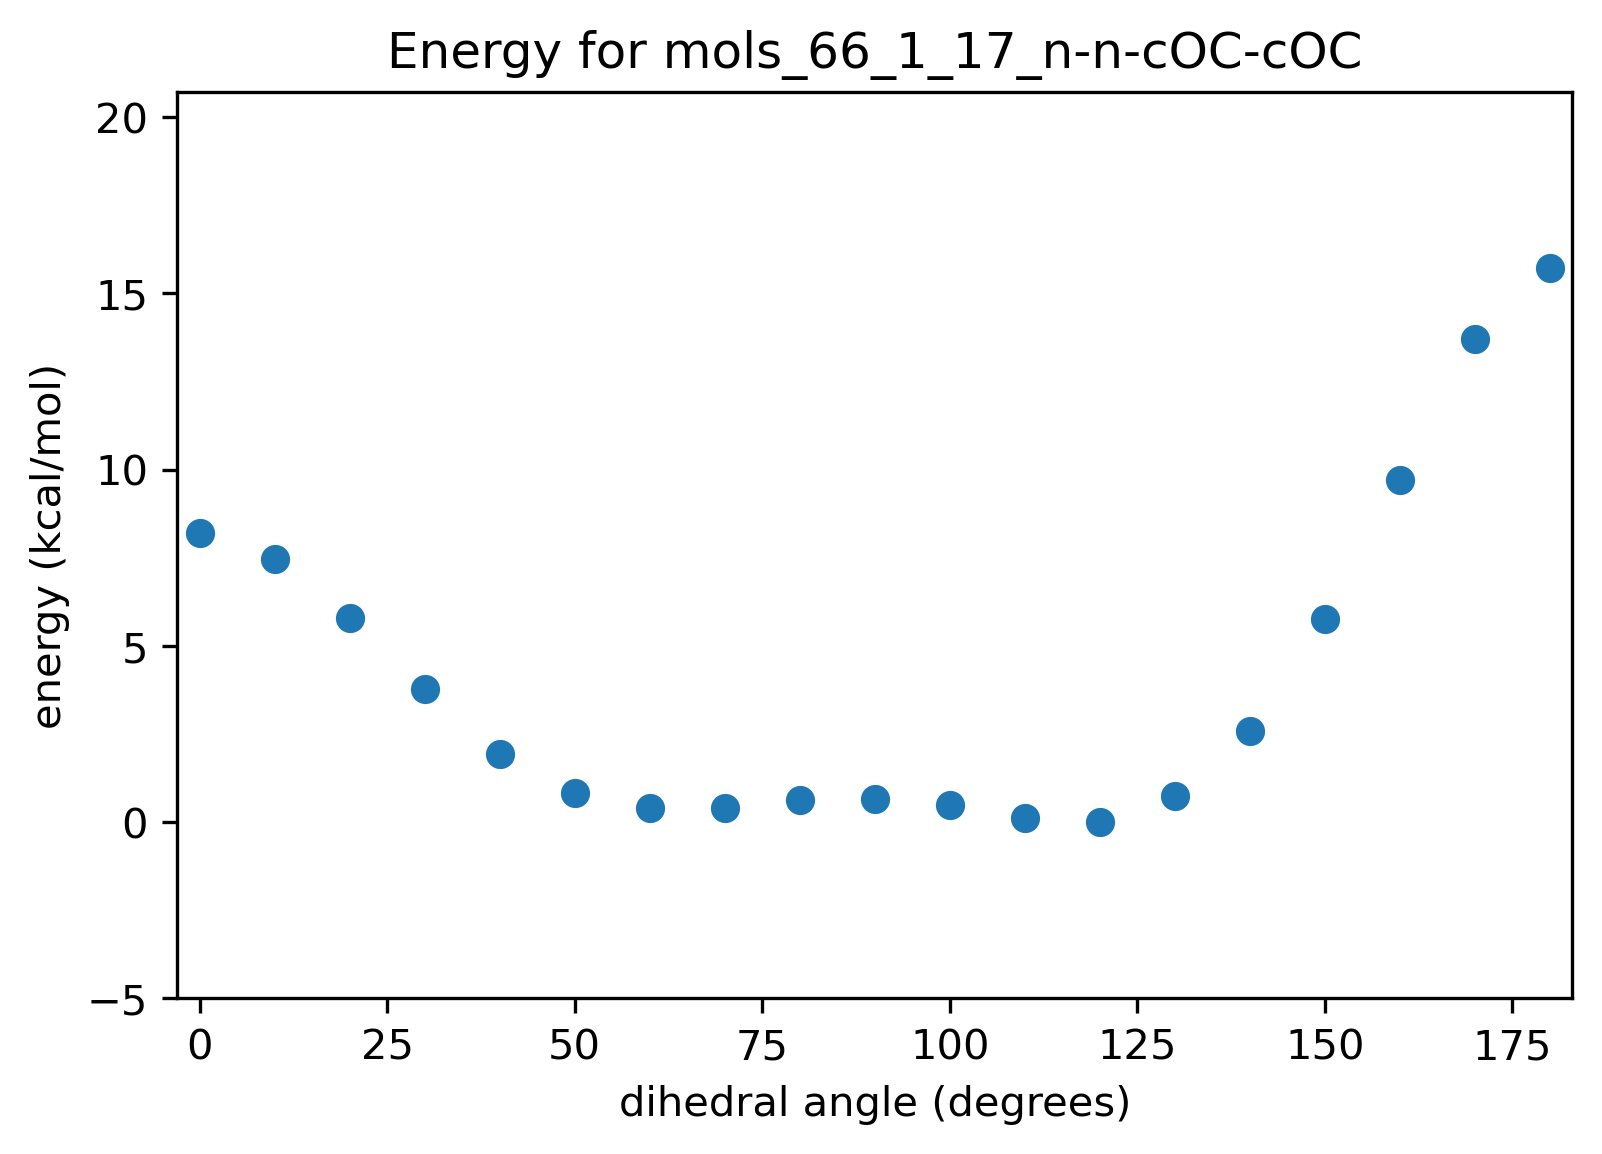 Energy for mols_66_1_17_n-n-cOC-cOC
20
15
10
5
0
−5
energy (kcal/mol)
0 25 50 75 100 125 150 175
dihedral angle (degrees)